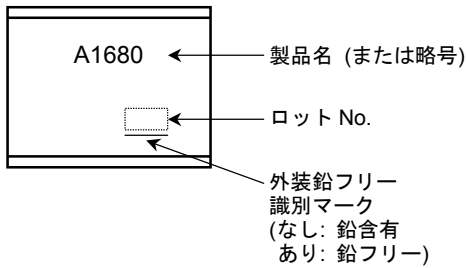 A1680
製品名 (または略号)
ロット No.
外装鉛フリー
識別マーク
(なし: 鉛含有
あり: 鉛フリー)